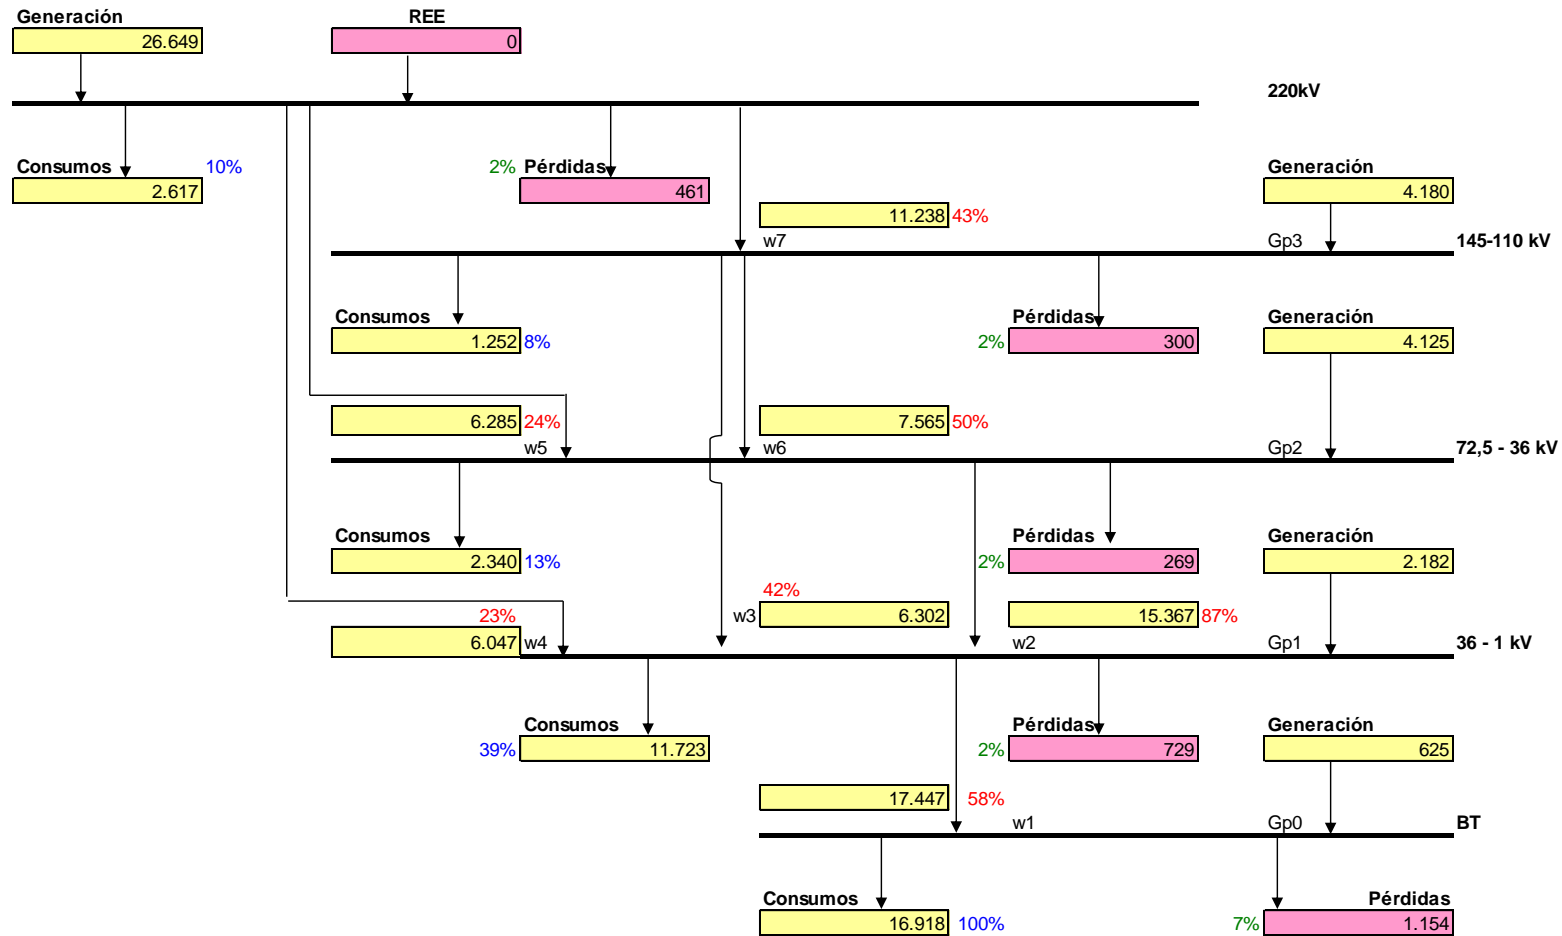 Generación REE
26.649 0
220kV
Consumos 10% 2% Pérdidas Generación
2.617 461 4.180
11.238 43%
w7 Gp3 145-110 kV
Consumos Pérdidas Generación
1.252 8% 2% 300 4.125
6.285 24% 7.565 50%
w5 w6 Gp2 72,5 - 36 kV
Consumos Pérdidas Generación
2.340 13% 2% 269 2.182
42%
23% w3 6.302 15.367 87%
6.047 w4 w2 Gp1 36 - 1 kV
Consumos Pérdidas Generación
39% 11.723 2% 729 625
17.447 58%
w1 Gp0 BT
Consumos Pérdidas
16.918 100% 7% 1.154